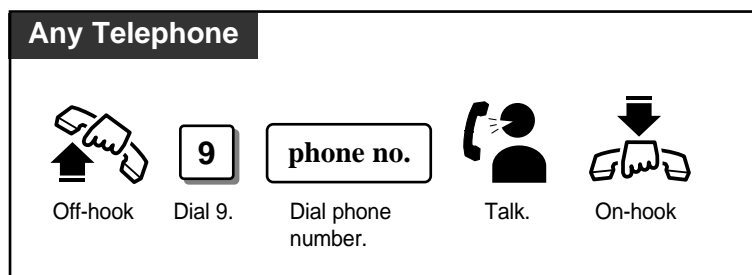 Any Telephone
9
phone no.
Off-hook
Dial 9.
Dial phone
number.
Talk.
On-hook